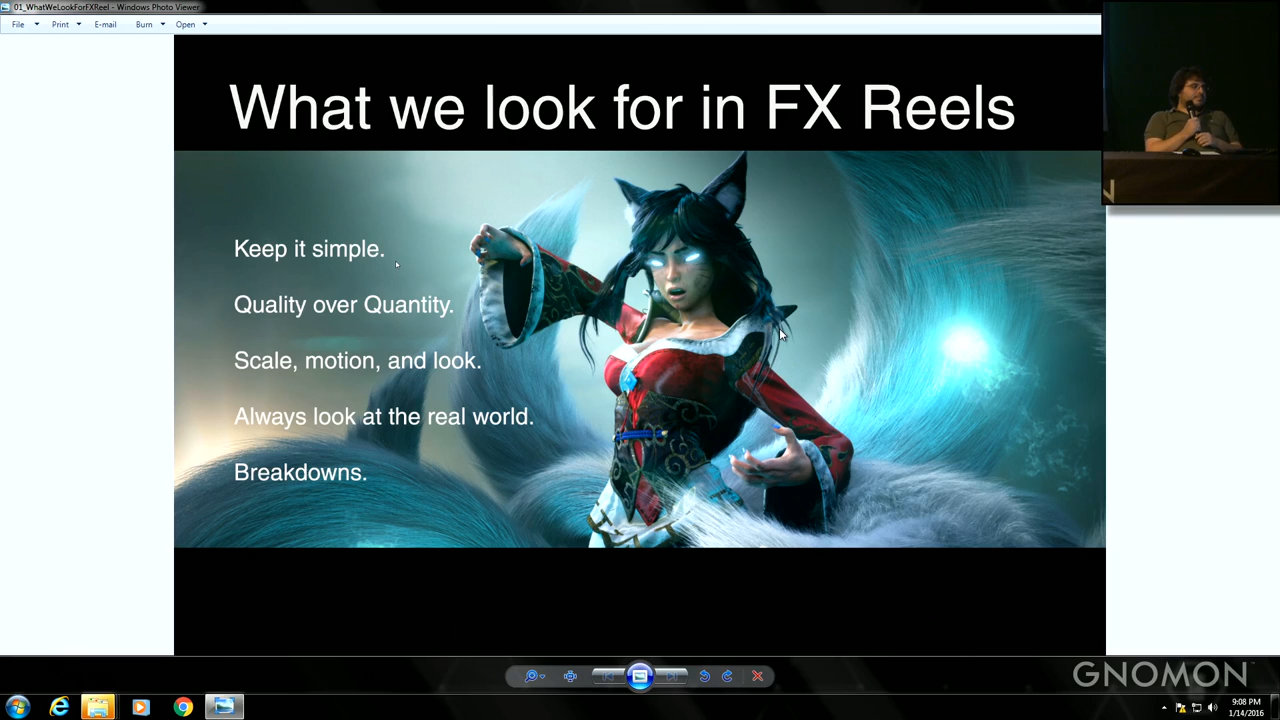 01_WhatWeLookForFXReel - Windows Photo Viewer
File Print E-mail Burn Open
What we look for in FX Reels
Keep it simple.
Quality over Quantity.
Scale, motion, and look.
Always look at the real world.
Breakdowns.
N
GNOMON
9:08 PM
1/14/2016